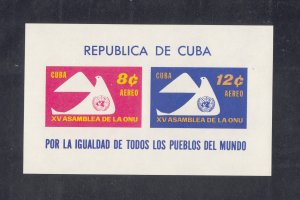 REPUBLICA DE CUBA
CUBA 8¢
AEREO
XV ASAMBLEA DE LA ONU
CUBA 12¢
AEREO
XV ASAMBLEA DE LA ONU
POR LA IGUALDAD DE TODOS LOS PUEBLOS DEL MUNDO